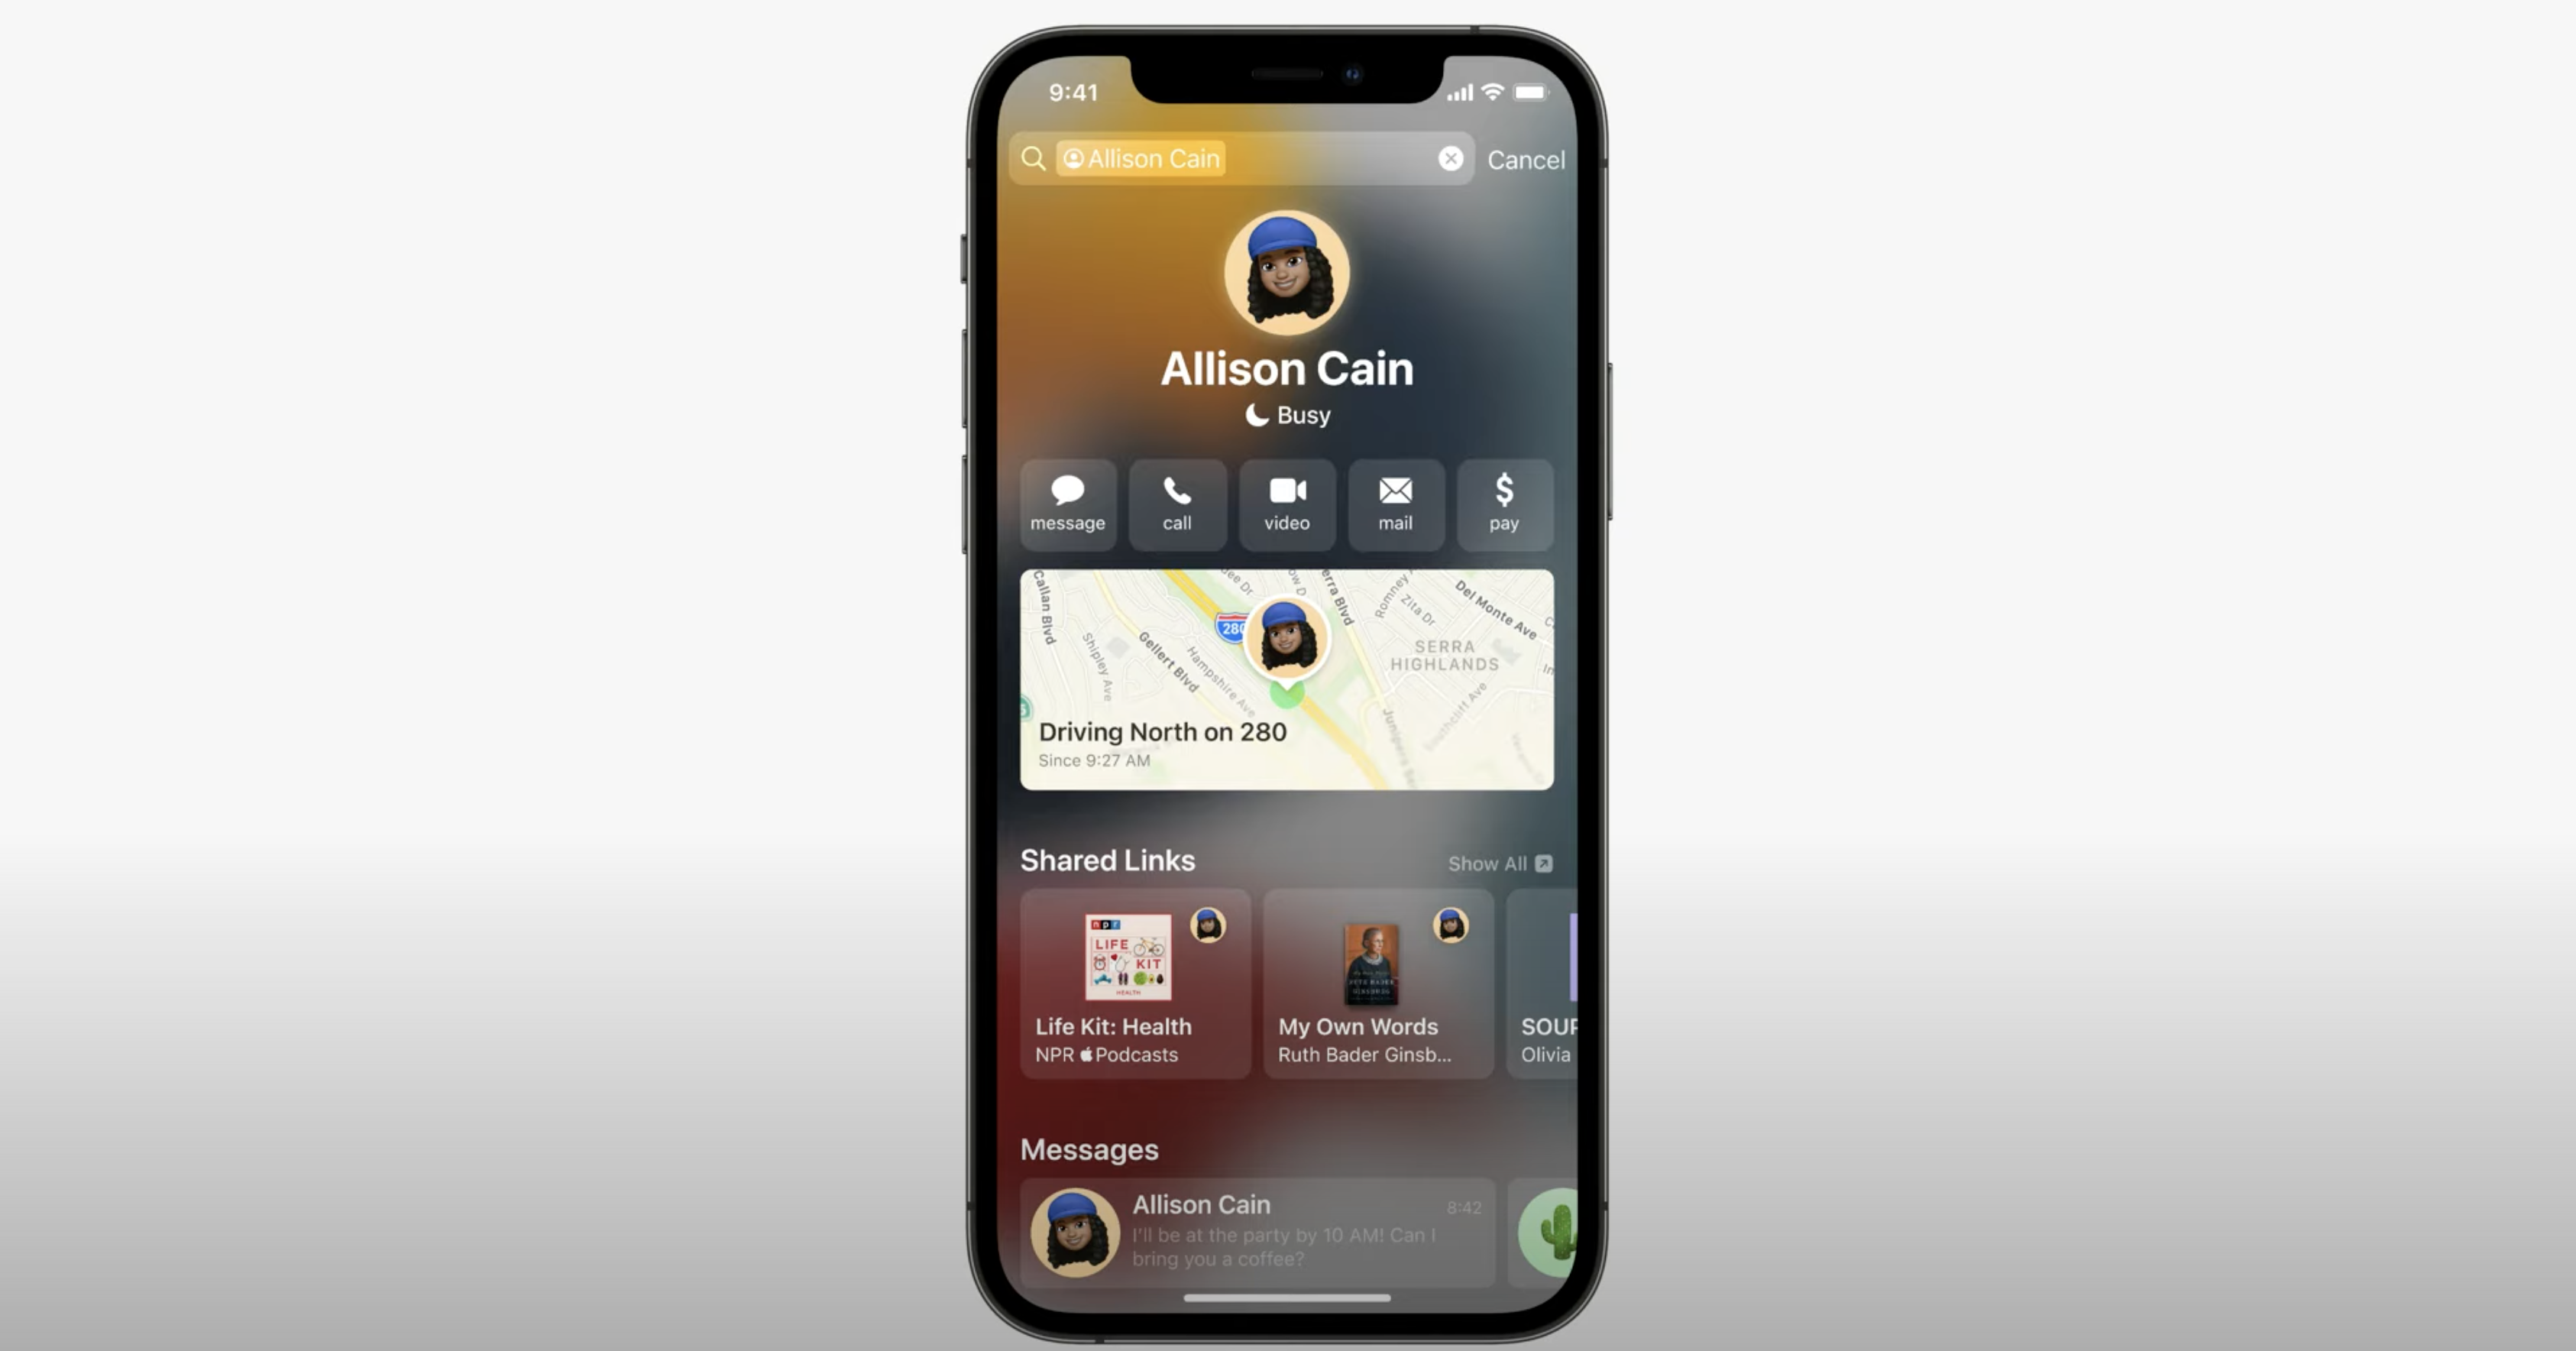 9:41
Allison Cain
Cancel
Allison Cain
Busy
message
call
video
mail
$
pay
Callan Blvd
Shipley Ave
Gellert Blvd
Hampshire Ave
280
Zita Dr
Romney
Del Monte Ave
SERRA
HIGHLANDS
Southcliff Ave
Driving North on 280
Since 9:27 AM
Shared Links
Show All
npr
LIFE
KIT
HEALTH
Life Kit: Health
NPR Podcasts
My Own Words
Ruth Bader Ginsb...
SOUR
Olivia
Messages
Allison Cain
8:42
I'll be at the party by 10 AM! Can I
bring you a coffee?